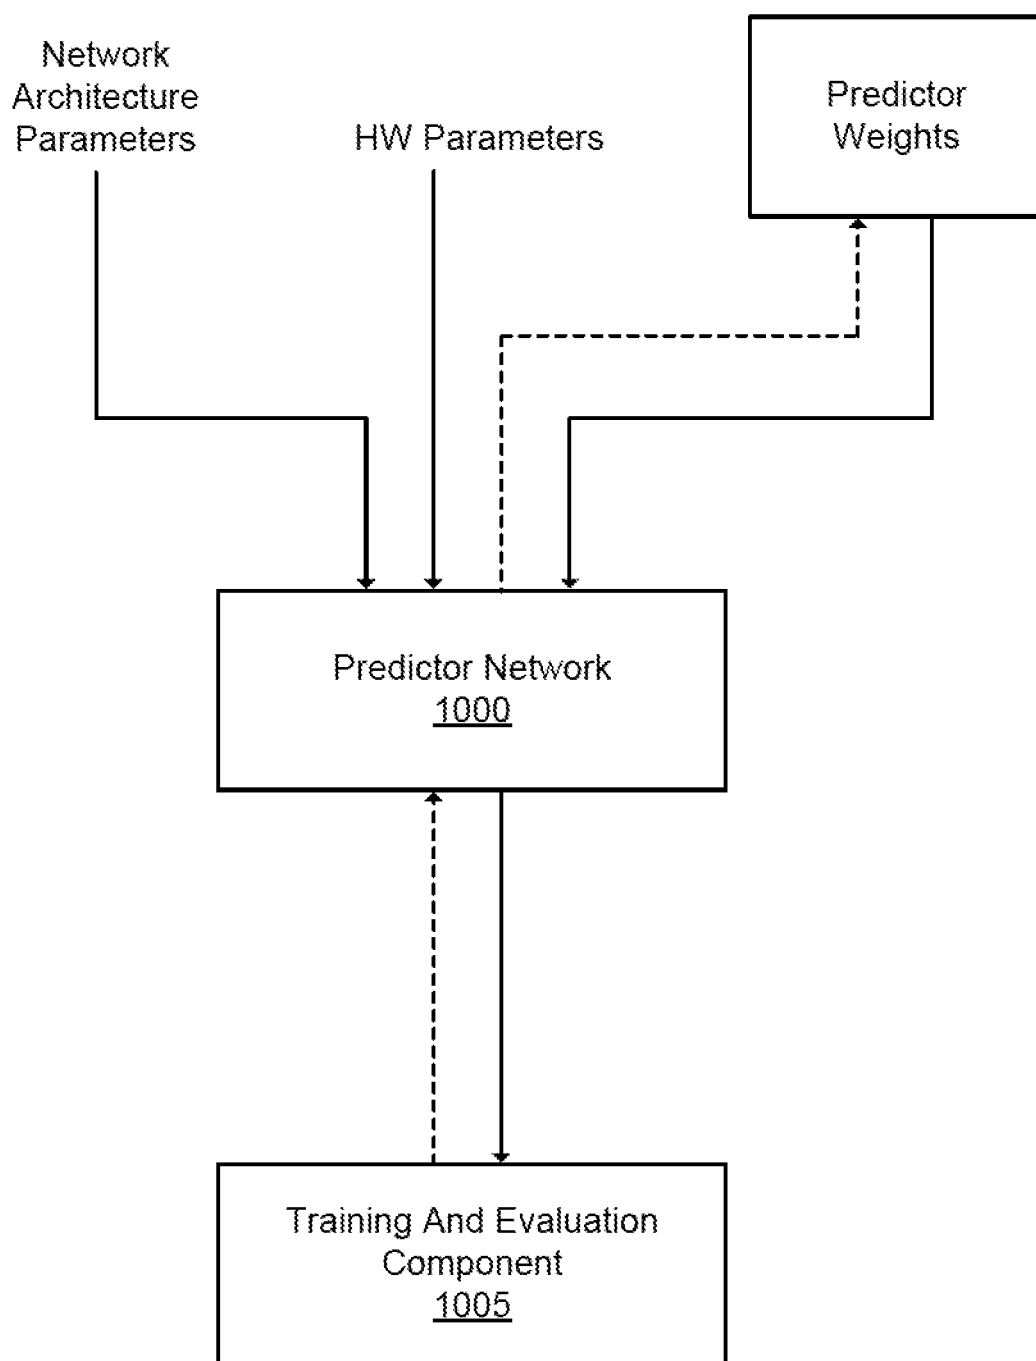 Network
Architecture
Parameters
HW Parameters
Predictor
Weights
Predictor Network
1000
Training And Evaluation
Component
1005